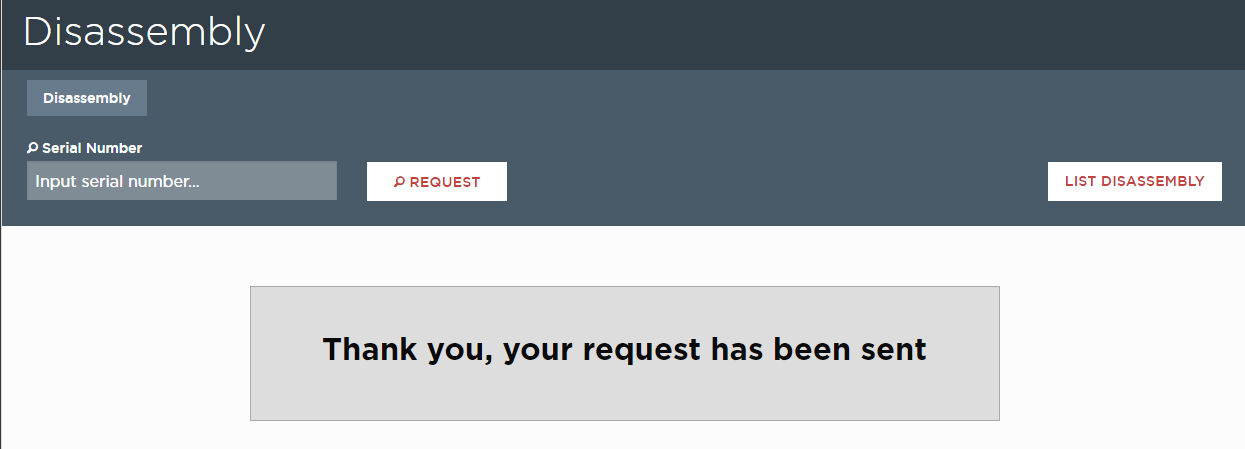 Disassembly
Disassembly
Serial Number
Input serial number...
REQUEST
LIST DISASSEMBLY
Thank you, your request has been sent